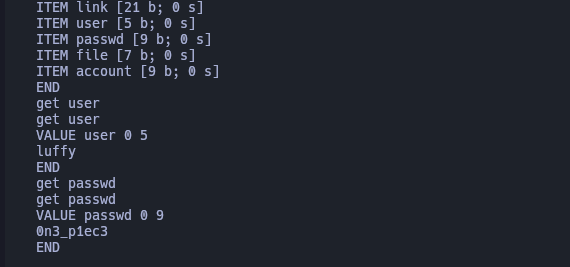 ITEM link [21 b; 0 s]
ITEM user [5 b; 0 s]
ITEM passwd [9 b; 0 s]
ITEM file [7 b; 0 s]
ITEM account [9 b; 0 s]
END
get user
get user
VALUE user 0 5
luffy
END
get passwd
get passwd
VALUE passwd 0 9
0n3_p1ec3
END